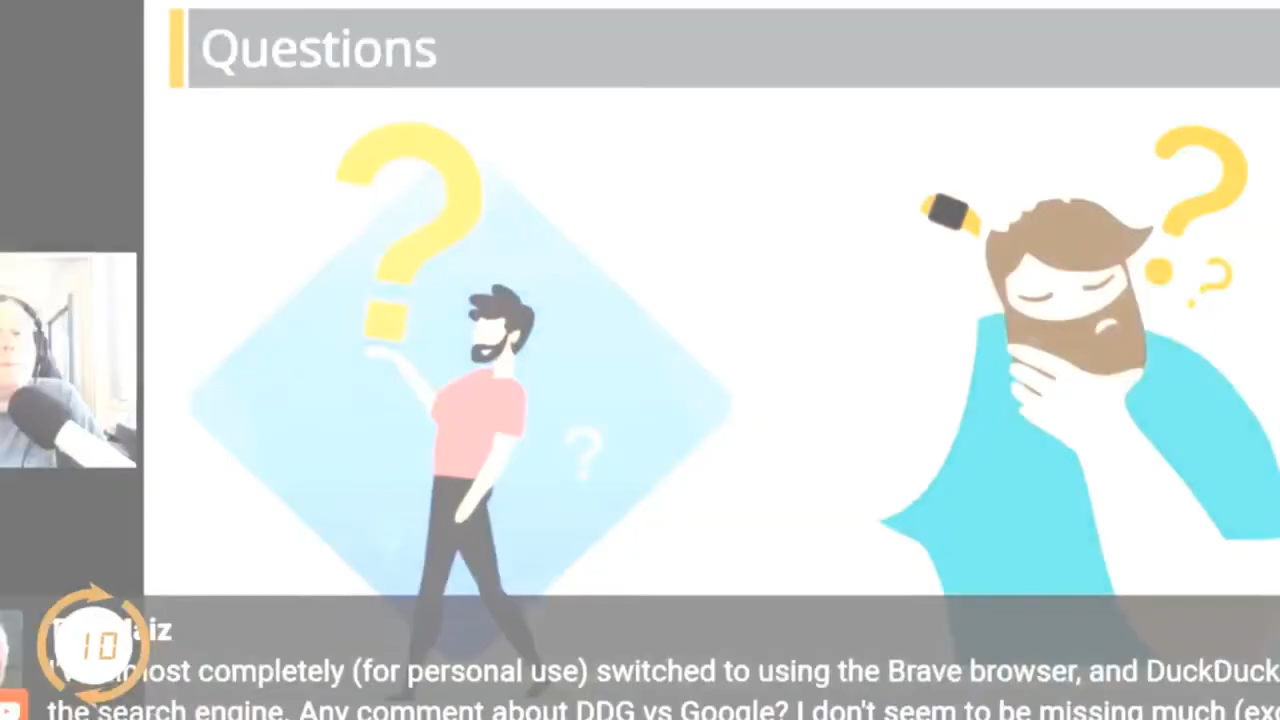 Questions
10
most completely (for personal use) switched to using the Brave browser, and DuckDuck
the search engine. Any comment about DDG vs Google? I don't seem to be missing much (exc